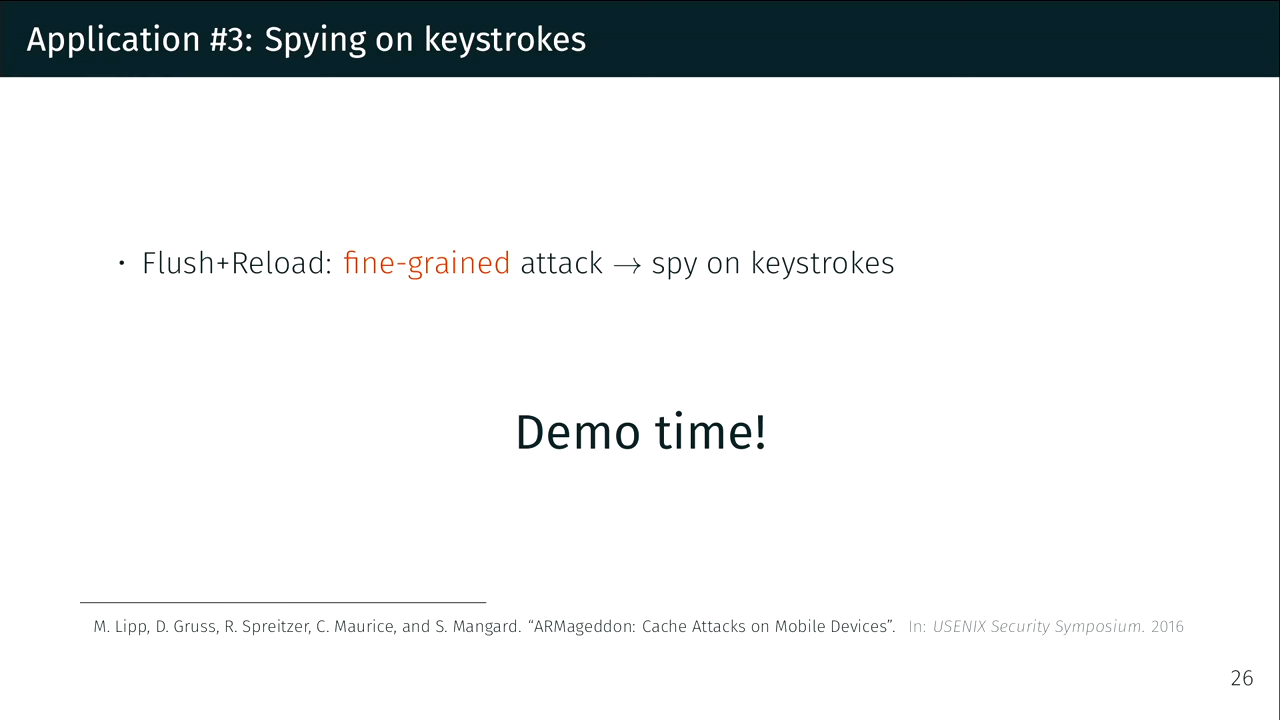 Application #3: Spying on keystrokes
• Flush+Reload: fine-grained attack → spy on keystrokes
Demo time!
M. Lipp, D. Gruss, R. Spreitzer, C. Maurice, and S. Mangard. “ARMageddon: Cache Attacks on Mobile Devices”. In: USENIX Security Symposium. 2016
26